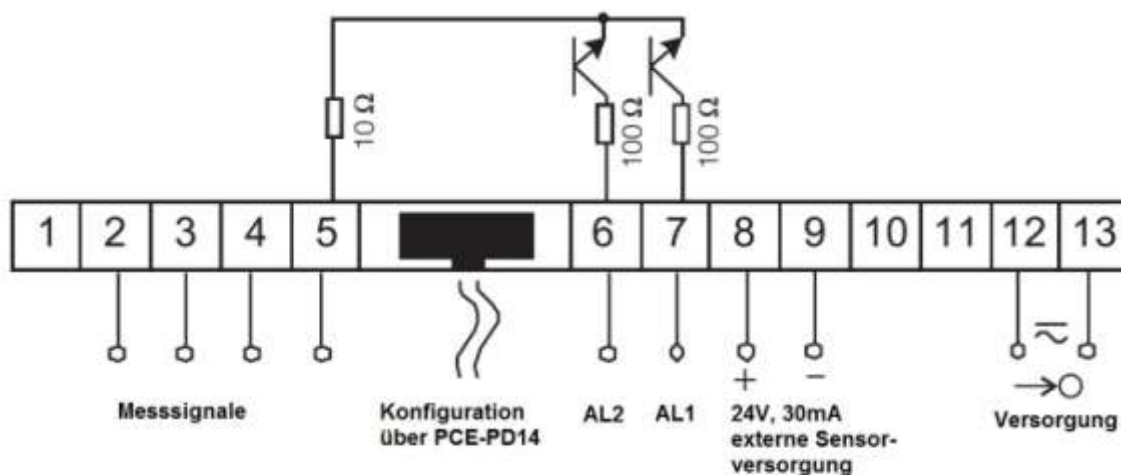 10 Ω
100 Ω
100 Ω
1 2 3 4 5 6 7 8 9 10 11 12 13
+ −
Messsignale
Konfiguration
über PCE-PD14
AL2
AL1
24V, 30mA
externe Sensor-
versorgung
Versorgung